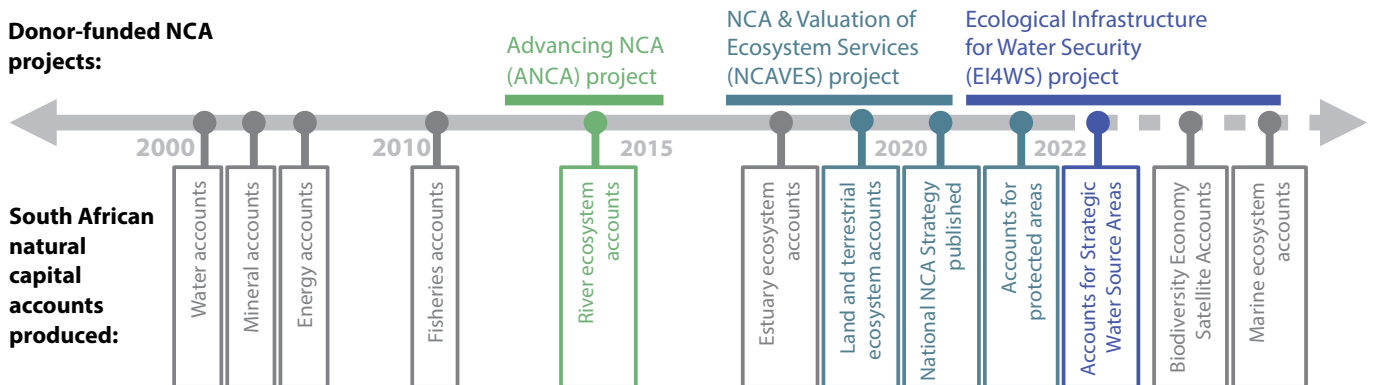 Donor-funded NCA
projects:
Advancing NCA
(ANCA) project
NCA & Valuation of
Ecosystem Services
(NCAVES) project
Ecological Infrastructure
for Water Security
(EI4WS) project
2000
2010
2015
2020
2022
South African
natural
capital
accounts
produced:
Water accounts
Mineral accounts
Energy accounts
Fisheries accounts
River ecosystem
accounts
Estuary ecosystem
accounts
Land and terrestrial
ecosystem accounts
National NCA Strategy
published
Accounts for
protected areas
Accounts for Strategic
Water Source Areas
Biodiversity Economy
Satellite Accounts
Marine ecosystem
accounts